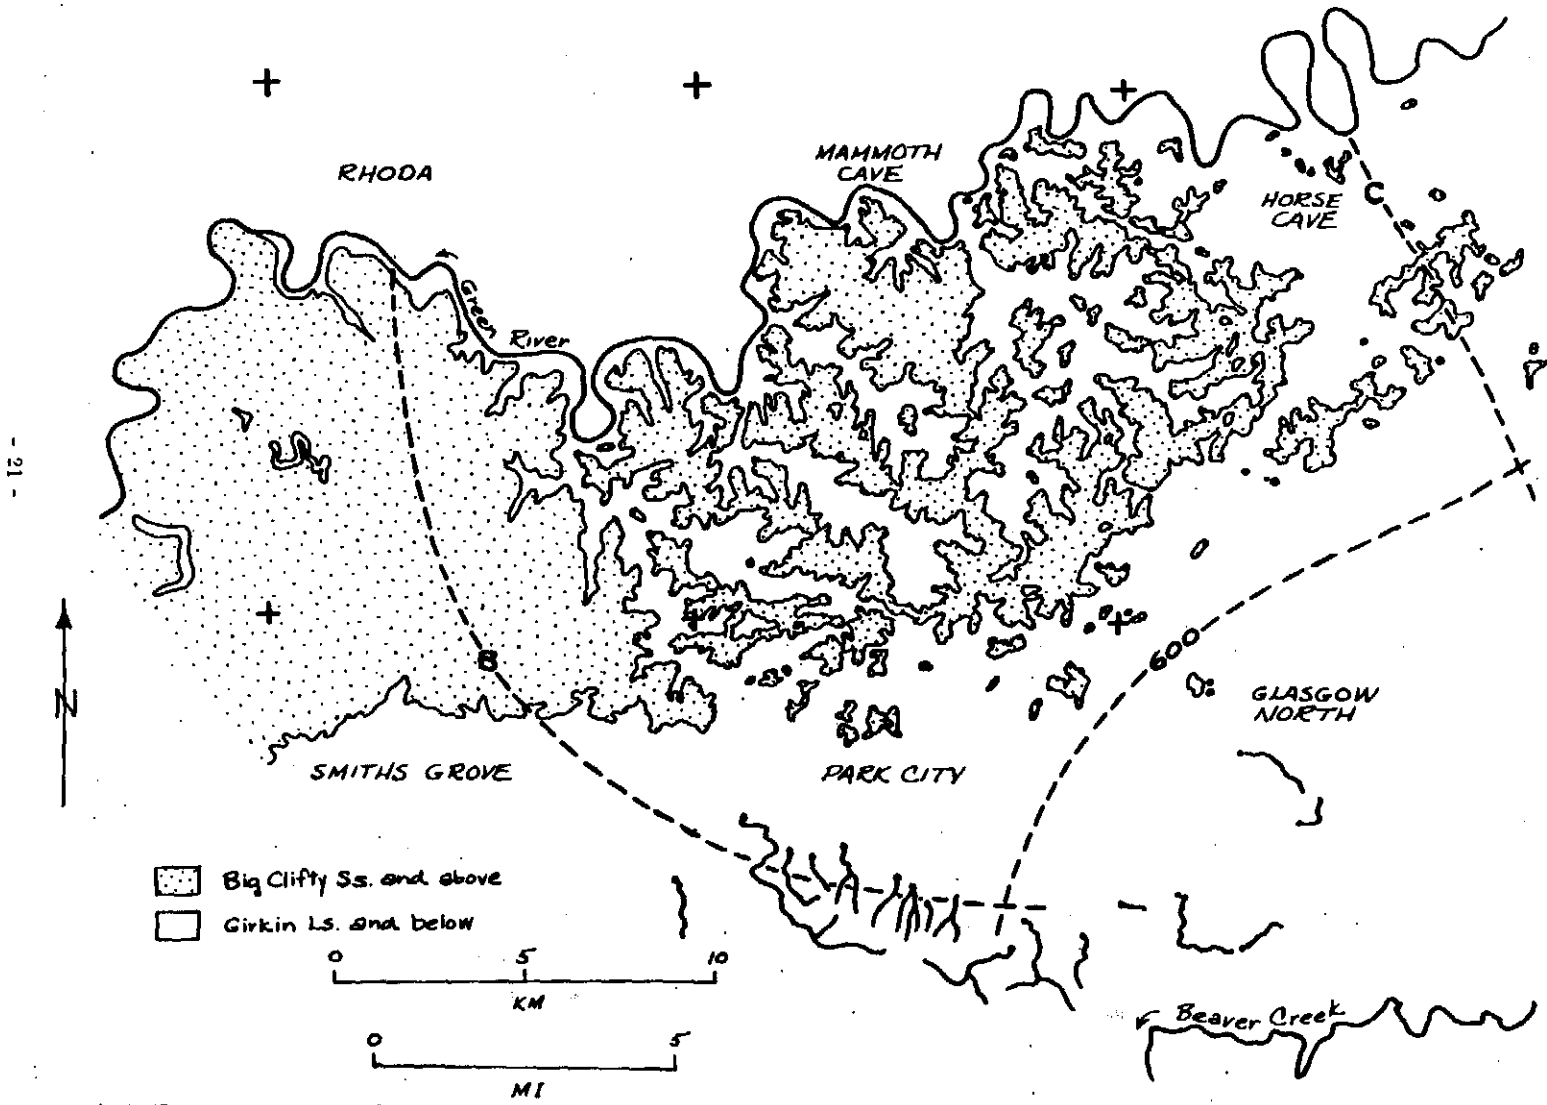 RHODA
MAMMOTH
CAVE
HORSE
CAVE
C
Green
River
- 21 -
B
600
N
GLASGOW
NORTH
SMITHS GROVE
PARK CITY
Big Clifty Ss. and above
Girkin Ls. and below
0 5 10
KM
0 5
MI
Beaver Creek